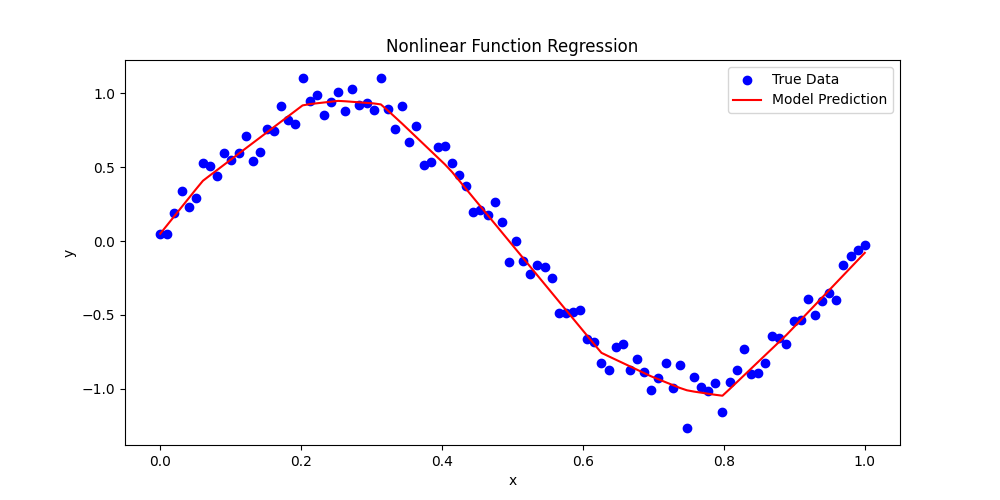 Nonlinear Function Regression
True Data
Model Prediction
1.0
0.5
0.0
−0.5
−1.0
y
0.0 0.2 0.4 0.6 0.8 1.0
x